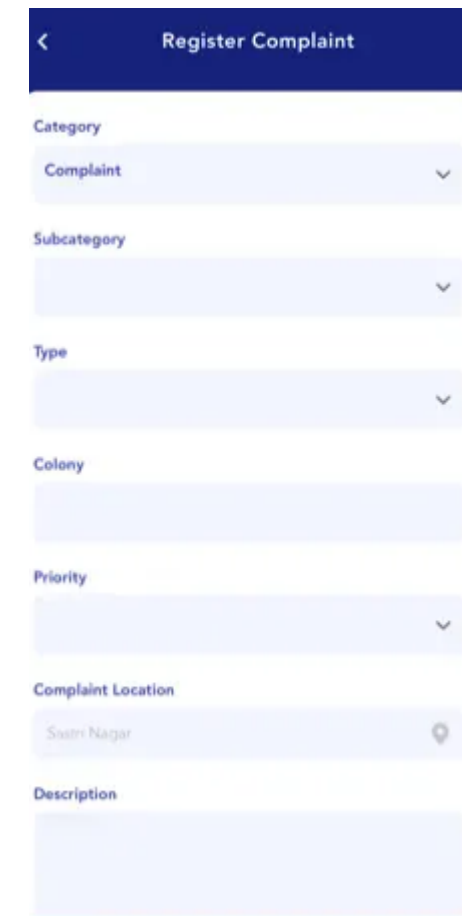 Register Complaint
Category
Complaint
Subcategory
Type
Colony
Priority
Complaint Location
Sastri Nagar
Description